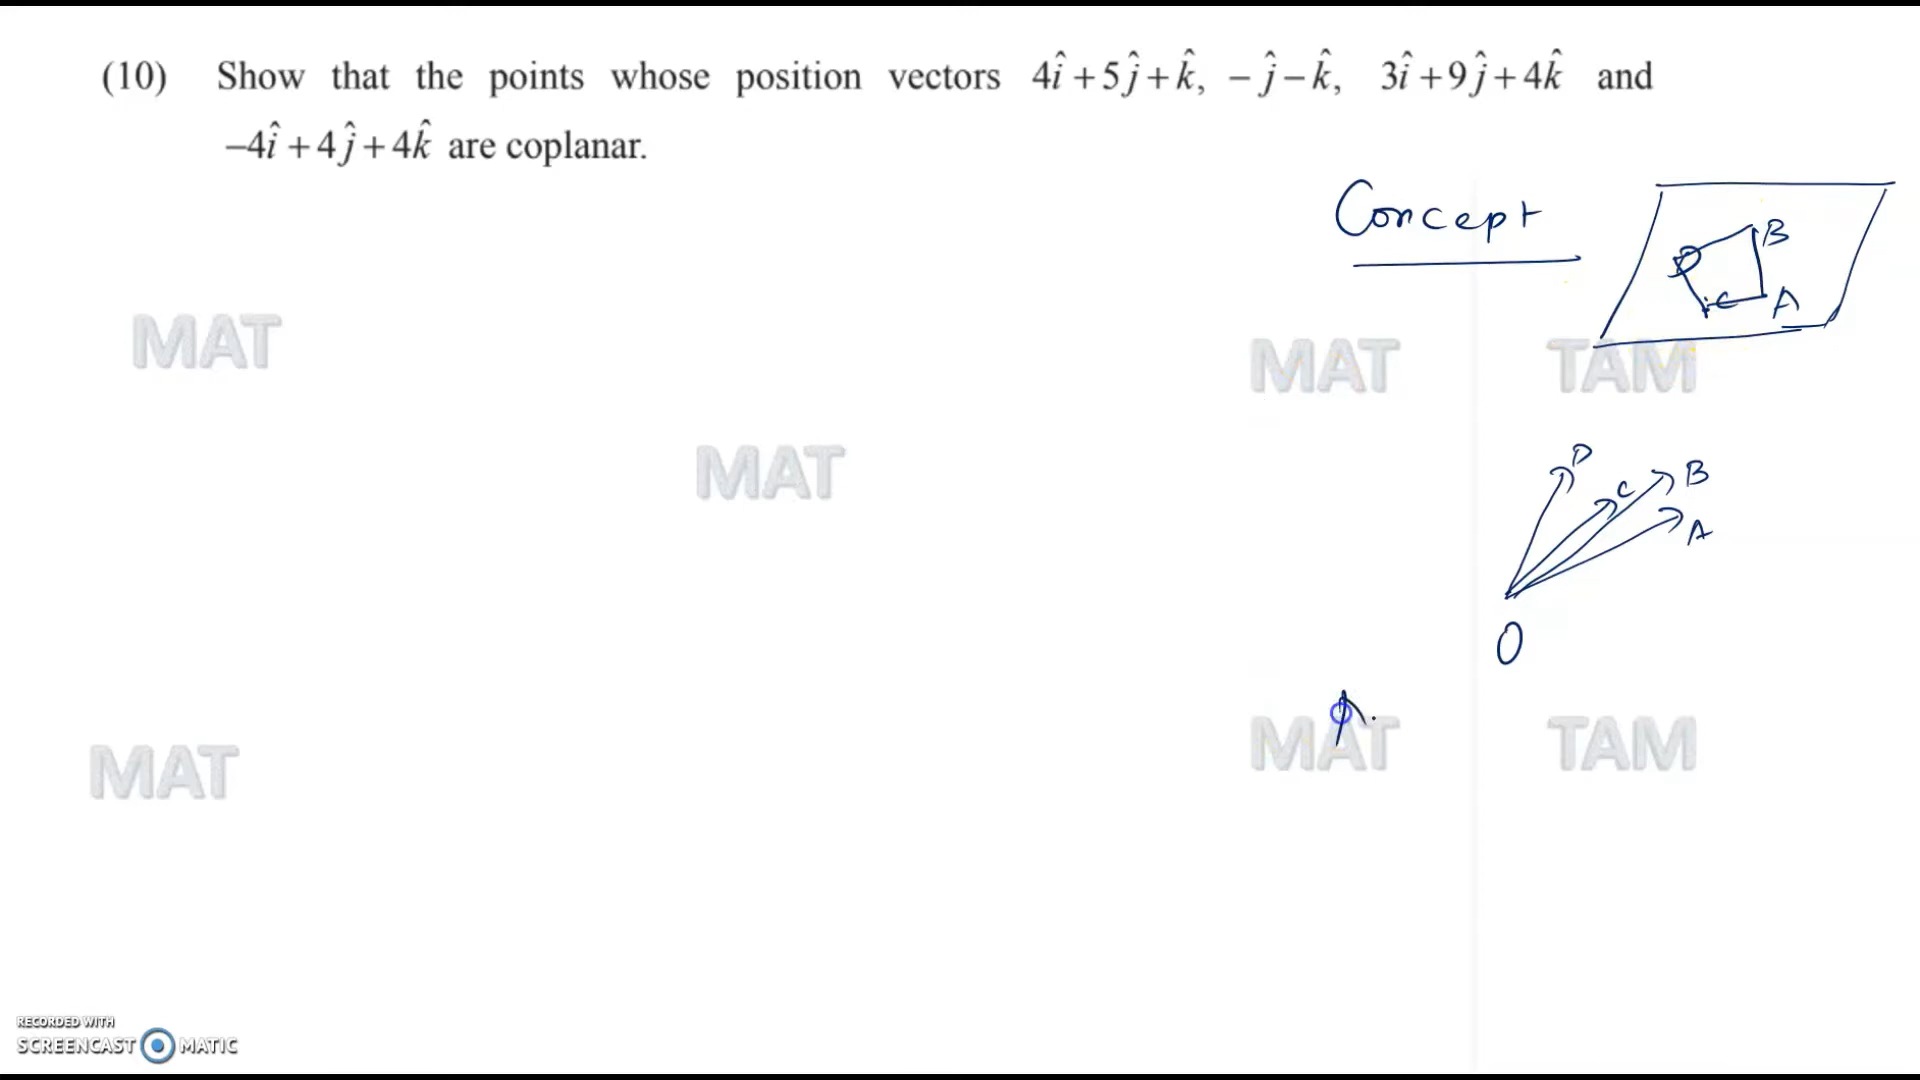 (10) Show that the points whose position vectors 4î + 5ĵ + k̂, − ĵ − k̂, 3î + 9ĵ + 4k̂ and
−4î + 4ĵ + 4k̂ are coplanar.
Concept
B
D
C
A
MAT
MAT TAM
D
C
B
MAT
A
O
MAT TAM
MAT
RECORDED WITH
SCREENCAST MATIC